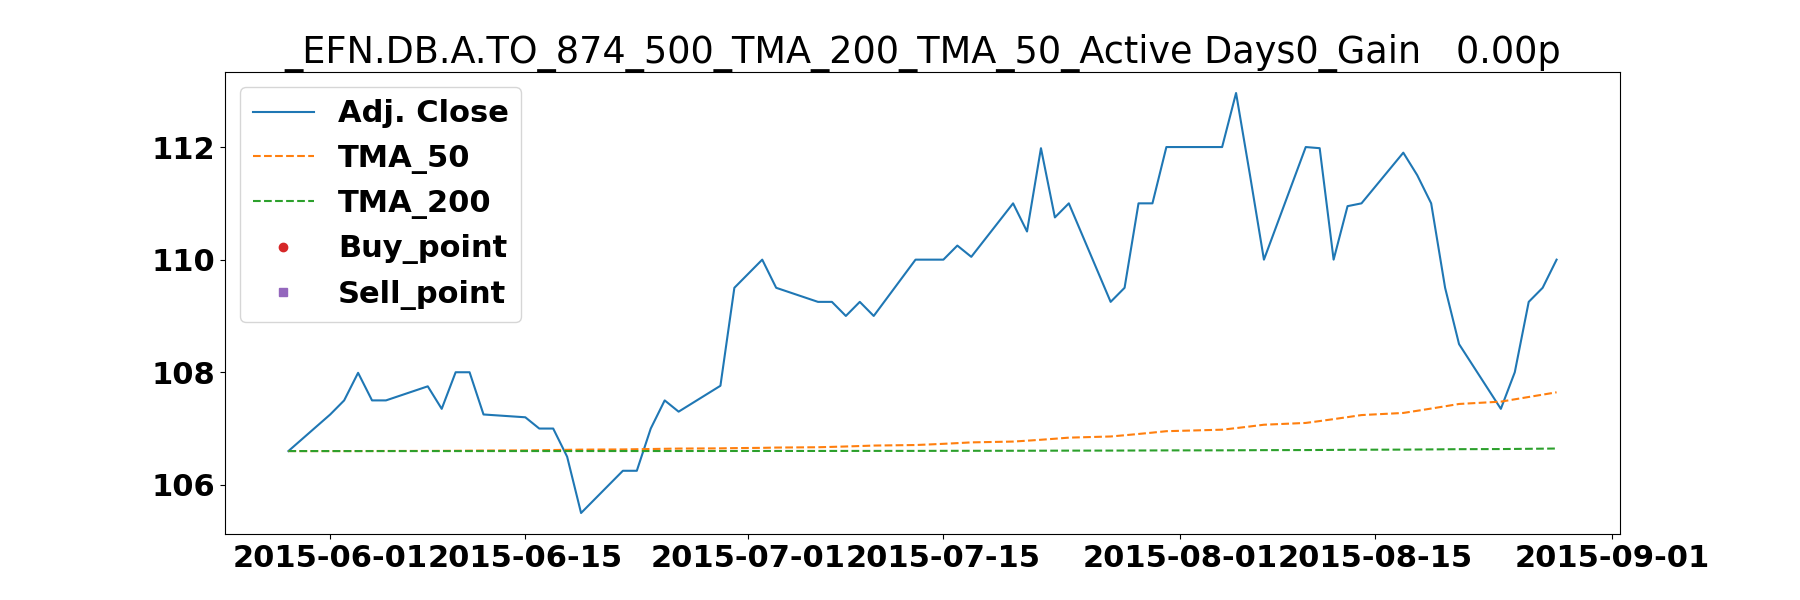 _EFN.DB.A.TO_874_500_TMA_200_TMA_50_Active Days0_Gain   0.00p
Adj. Close
TMA_50
TMA_200
Buy_point
Sell_point
112
110
108
106
2015-06-01
2015-06-15
2015-07-01
2015-07-15
2015-08-01
2015-08-15
2015-09-01